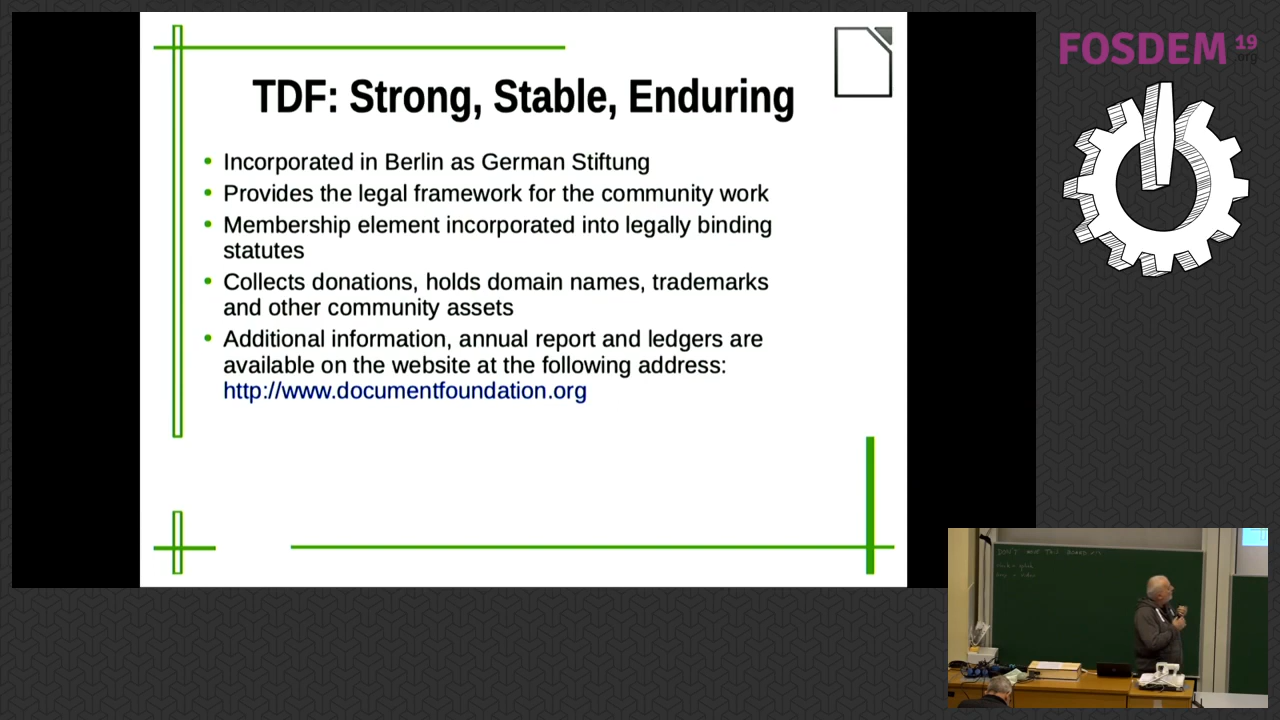 TDF: Strong, Stable, Enduring
• Incorporated in Berlin as German Stiftung
• Provides the legal framework for the community work
• Membership element incorporated into legally binding
statutes
• Collects donations, holds domain names, trademarks
and other community assets
• Additional information, annual report and ledgers are
available on the website at the following address:
http://www.documentfoundation.org
FOSDEM 19
.org